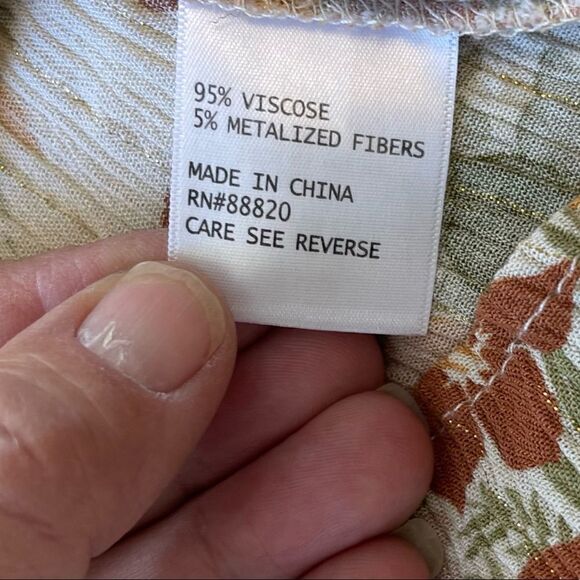 95% VISCOSE
5% METALIZED FIBERS
MADE IN CHINA
RN#88820
CARE SEE REVERSE